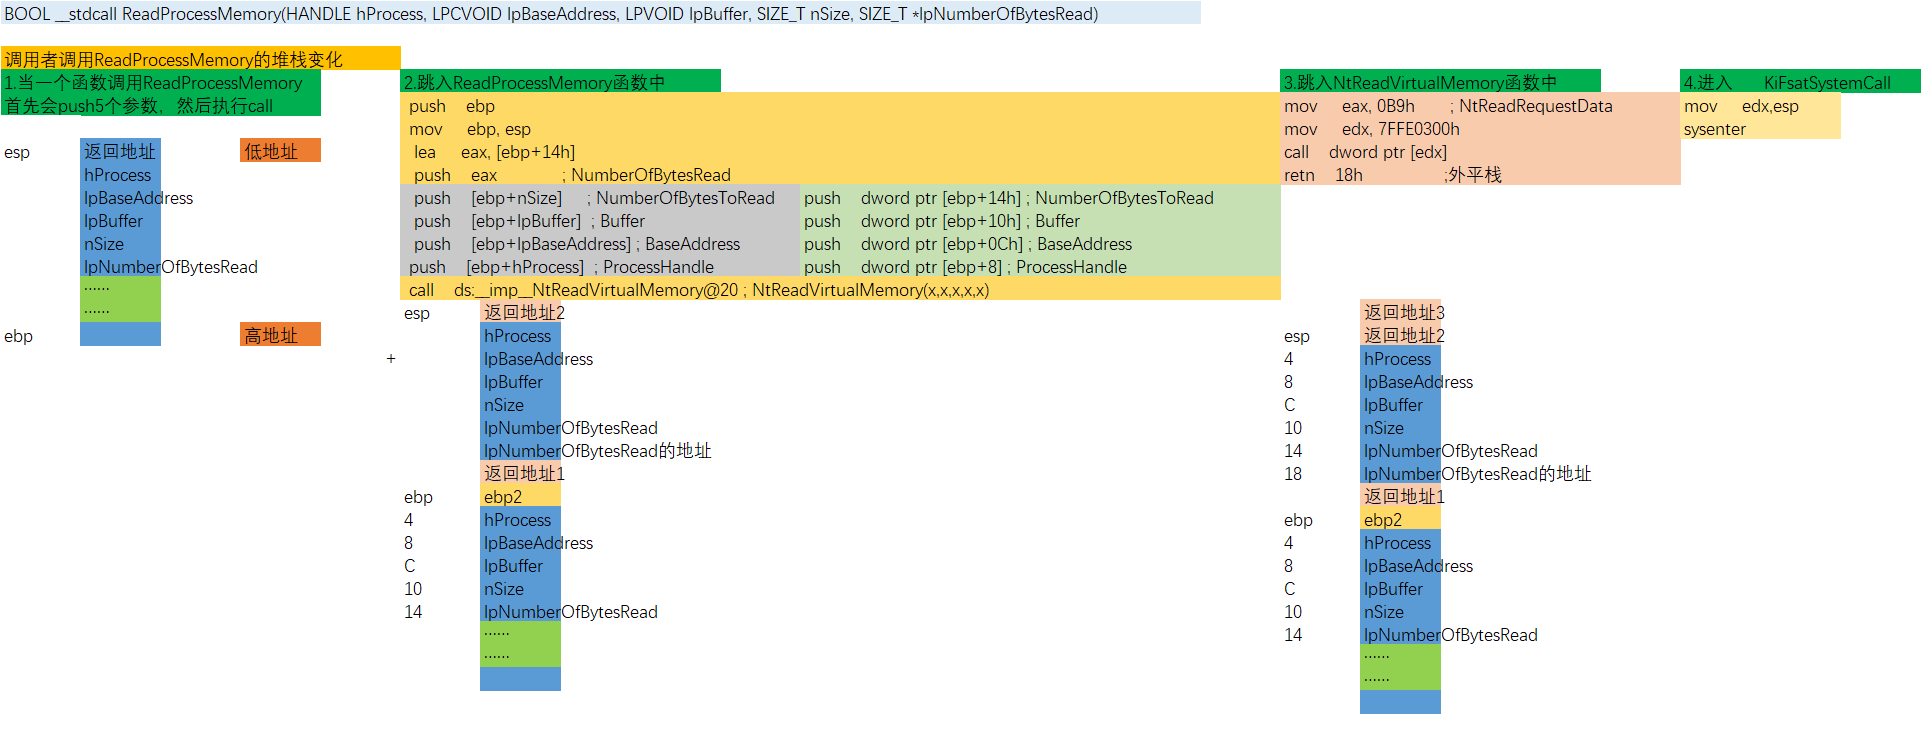 BOOL __stdcall ReadProcessMemory(HANDLE hProcess, LPCVOID lpBaseAddress, LPVOID lpBuffer, SIZE_T nSize, SIZE_T *lpNumberOfBytesRead)
调用者调用ReadProcessMemory的堆栈变化
1.当一个函数调用ReadProcessMemory
首先会push5个参数，然后执行call
esp 返回地址 低地址
hProcess
lpBaseAddress
lpBuffer
nSize
lpNumberOfBytesRead
......
......
ebp 高地址
2.跳入ReadProcessMemory函数中
push ebp
mov ebp, esp
lea eax, [ebp+14h]
push eax ; NumberOfBytesRead
push [ebp+nSize] ; NumberOfBytesToRead push dword ptr [ebp+14h] ; NumberOfBytesToRead
push [ebp+lpBuffer] ; Buffer push dword ptr [ebp+10h] ; Buffer
push [ebp+lpBaseAddress] ; BaseAddress push dword ptr [ebp+0Ch] ; BaseAddress
push [ebp+hProcess] ; ProcessHandle push dword ptr [ebp+8] ; ProcessHandle
call ds:__imp__NtReadVirtualMemory@20 ; NtReadVirtualMemory(x,x,x,x,x)
esp 返回地址2
hProcess
+ lpBaseAddress
lpBuffer
nSize
lpNumberOfBytesRead
lpNumberOfBytesRead的地址
返回地址1
ebp ebp2
4 hProcess
8 lpBaseAddress
C lpBuffer
10 nSize
14 lpNumberOfBytesRead
......
......
3.跳入NtReadVirtualMemory函数中
mov eax, 0B9h ; NtReadRequestData
mov edx, 7FFE0300h
call dword ptr [edx]
retn 18h ;外平栈
返回地址3
esp 返回地址2
4 hProcess
8 lpBaseAddress
C lpBuffer
10 nSize
14 lpNumberOfBytesRead
18 lpNumberOfBytesRead的地址
返回地址1
ebp ebp2
4 hProcess
8 lpBaseAddress
C lpBuffer
10 nSize
14 lpNumberOfBytesRead
......
......
4.进入 KiFsatSystemCall
mov edx,esp
sysenter